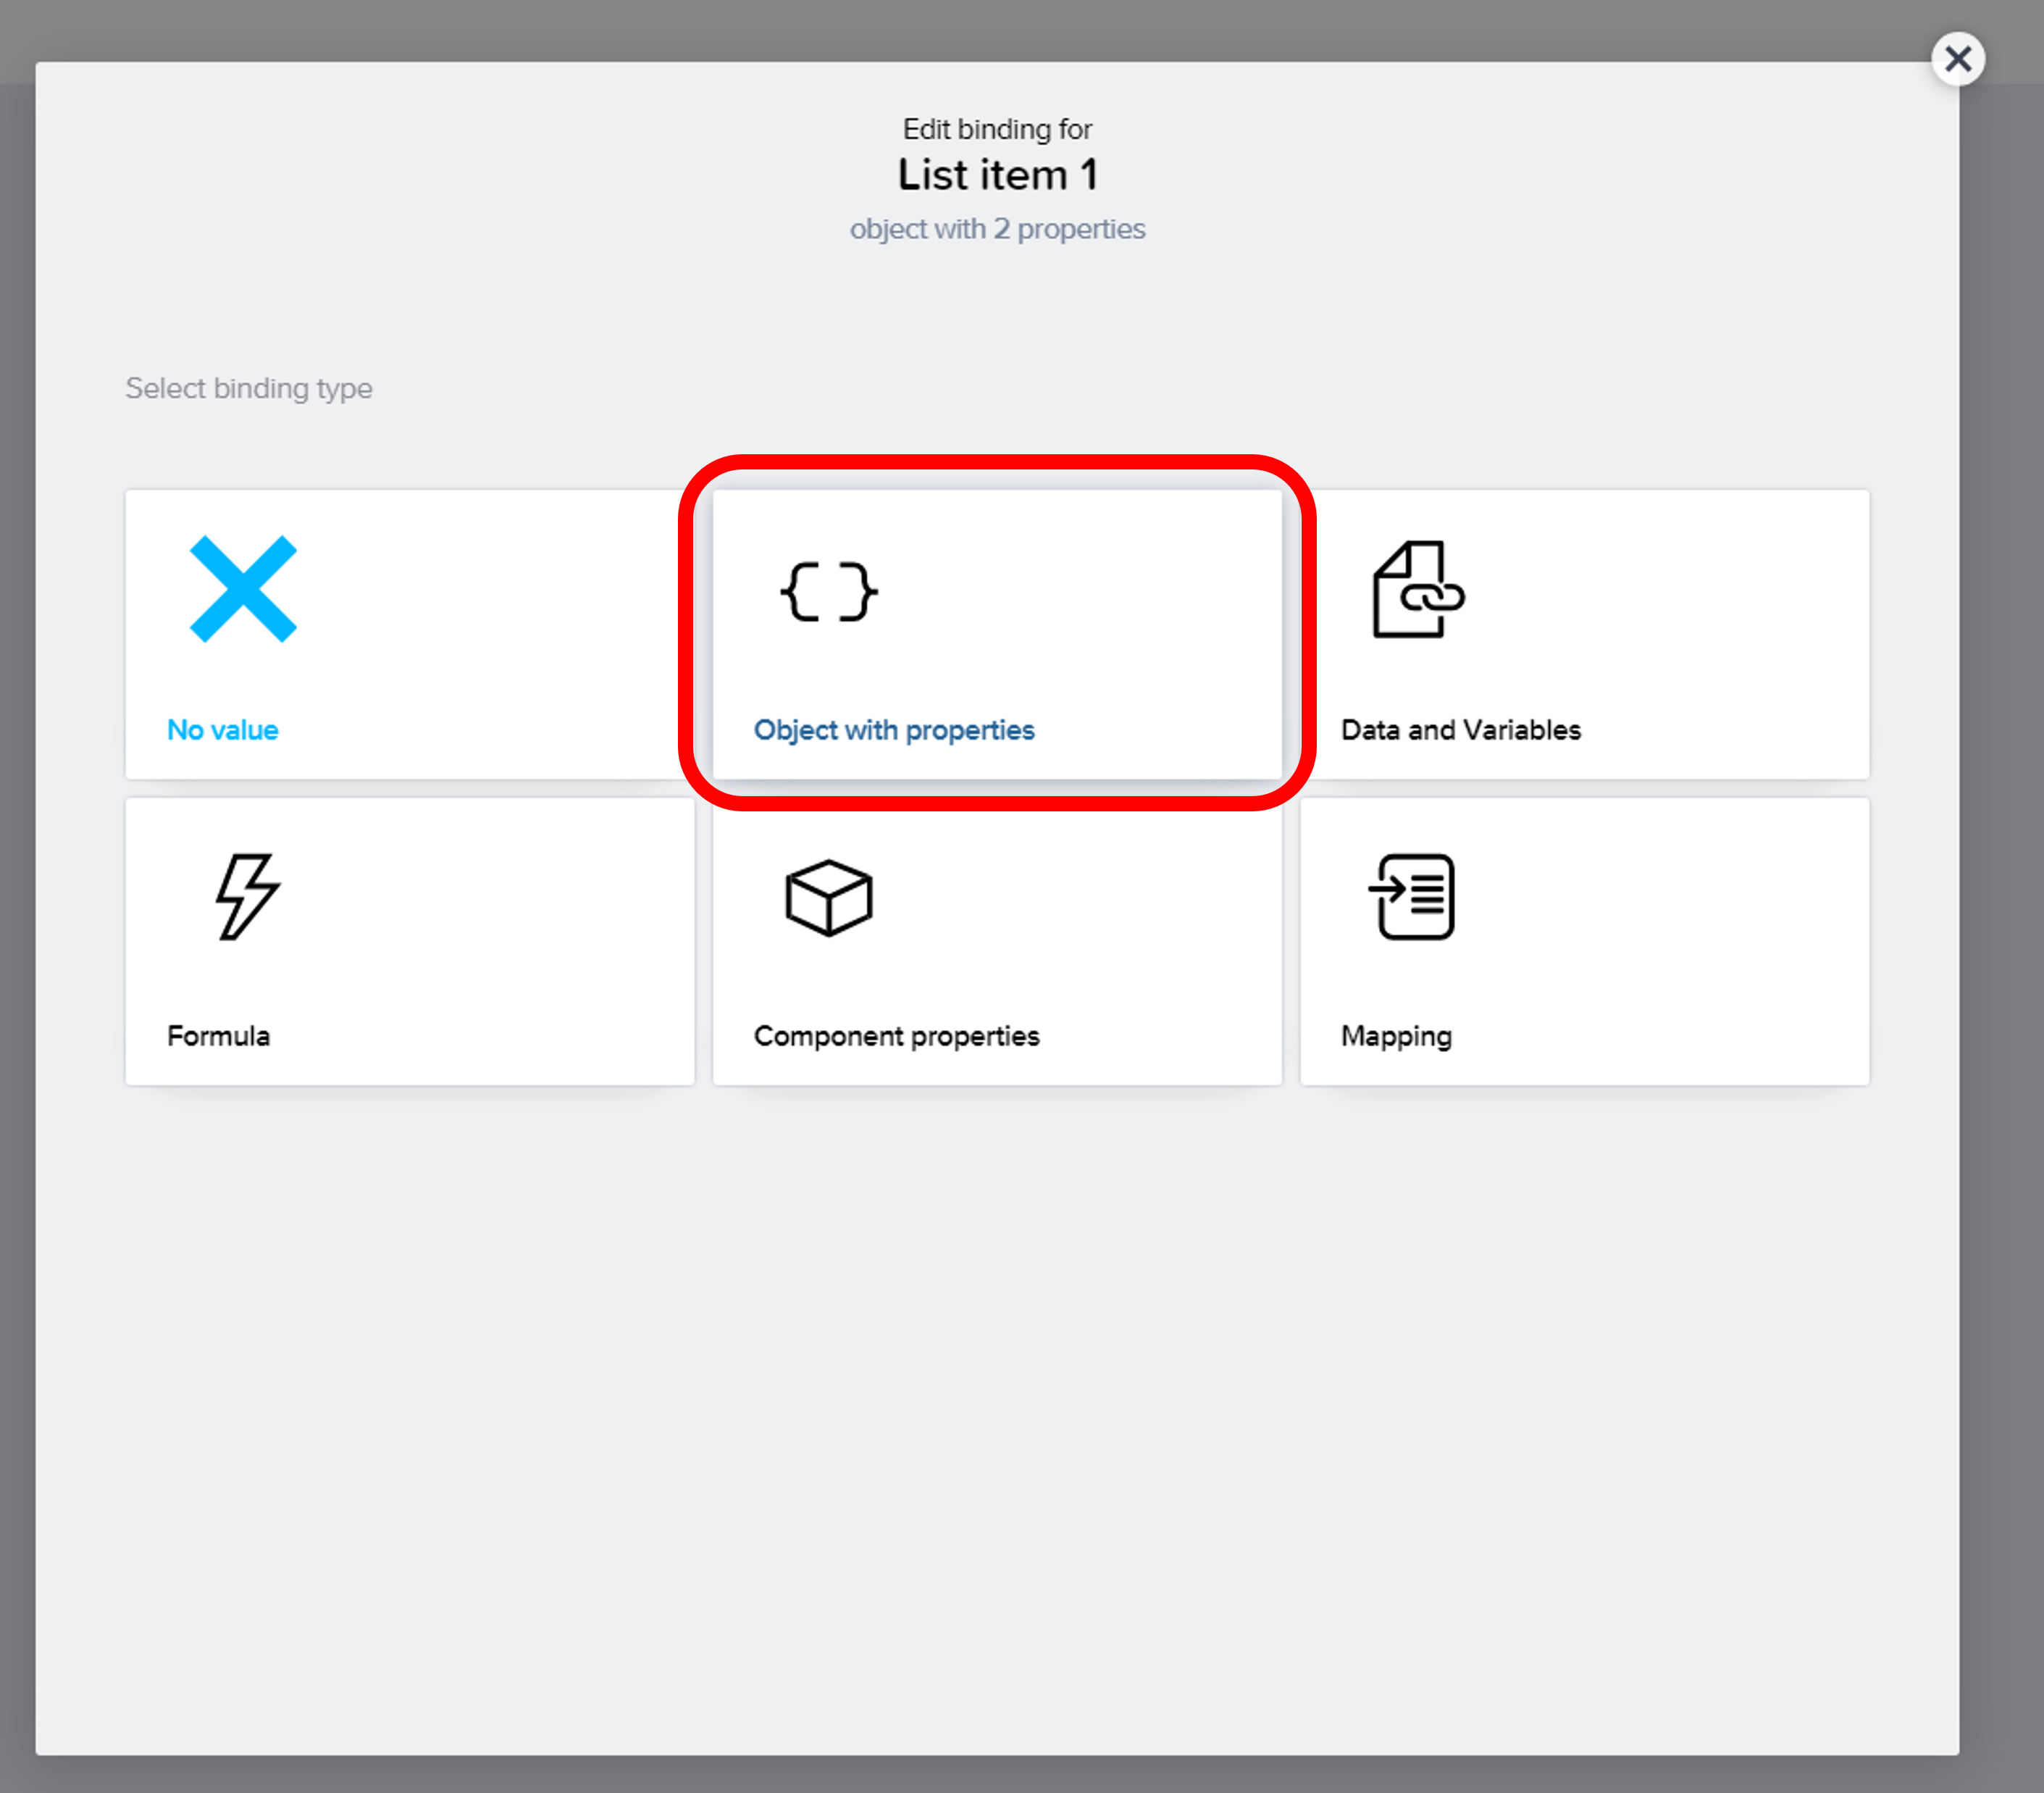 Edit binding for
List item 1
object with 2 properties
Select binding type
No value
Object with properties
Data and Variables
Formula
Component properties
Mapping